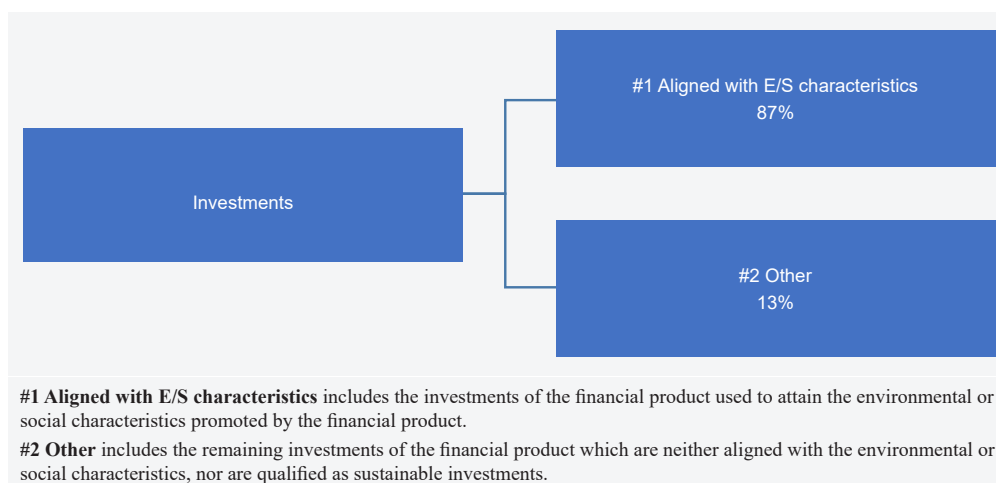 #1 Aligned with E/S characteristics
87%
Investments
#2 Other
13%
#1 Aligned with E/S characteristics includes the investments of the financial product used to attain the environmental or
social characteristics promoted by the financial product.
#2 Other includes the remaining investments of the financial product which are neither aligned with the environmental or
social characteristics, nor are qualified as sustainable investments.